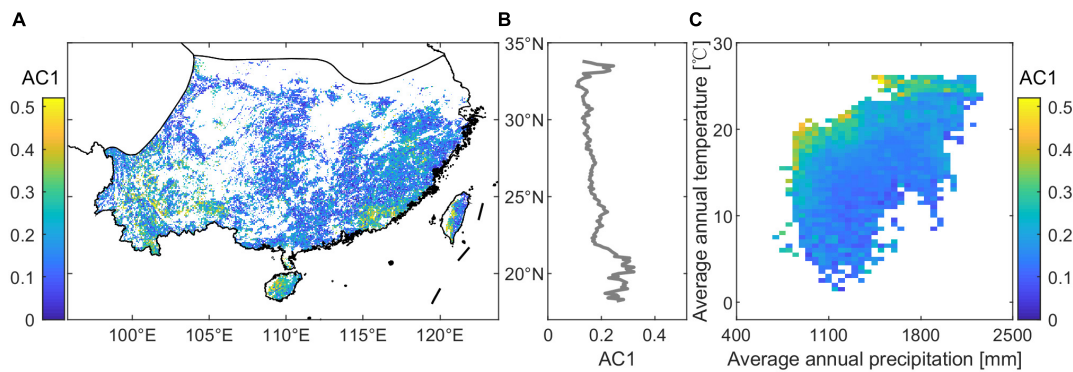 A
B
C
AC1
0.5
0.4
0.3
0.2
0.1
0
100°E
105°E
110°E
115°E
120°E
35°N
30°N
25°N
20°N
0
0.2
0.4
AC1
Average annual temperature [℃]
30
20
10
0
400
1100
1800
2500
Average annual precipitation [mm]
AC1
0.5
0.4
0.3
0.2
0.1
0